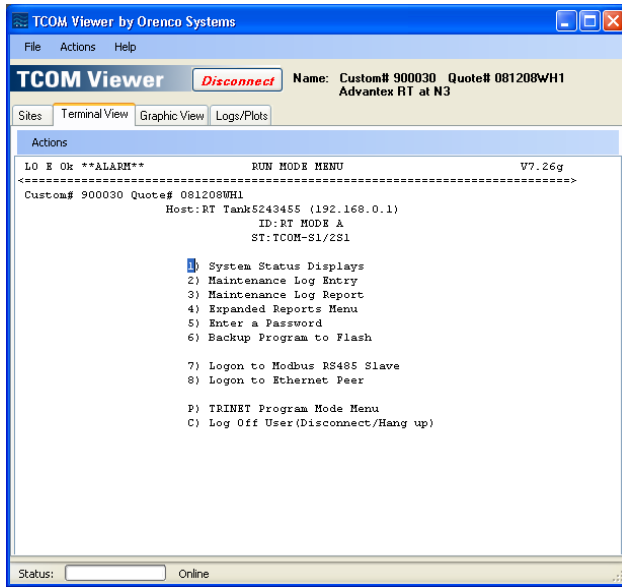 TCOM Viewer by Orenco Systems
File Actions Help
TCOM Viewer Disconnect Name: Custom# 900030 Quote# 081208WH1
Advantex RT at N3
Sites Terminal View Graphic View Logs/Plots
Actions
LO E Ok **ALARM** RUN MODE MENU V7.26g
<===========================================================================>
Custom# 900030 Quote# 081208WH1
Host:RT Tank5243455 (192.168.0.1)
ID:RT MODE A
ST:TCOM-S1/2S1
1) System Status Displays
2) Maintenance Log Entry
3) Maintenance Log Report
4) Expanded Reports Menu
5) Enter a Password
6) Backup Program to Flash
7) Logon to Modbus RS485 Slave
8) Logon to Ethernet Peer
P) TRINET Program Mode Menu
C) Log Off User(Disconnect/Hang up)
Status: Online